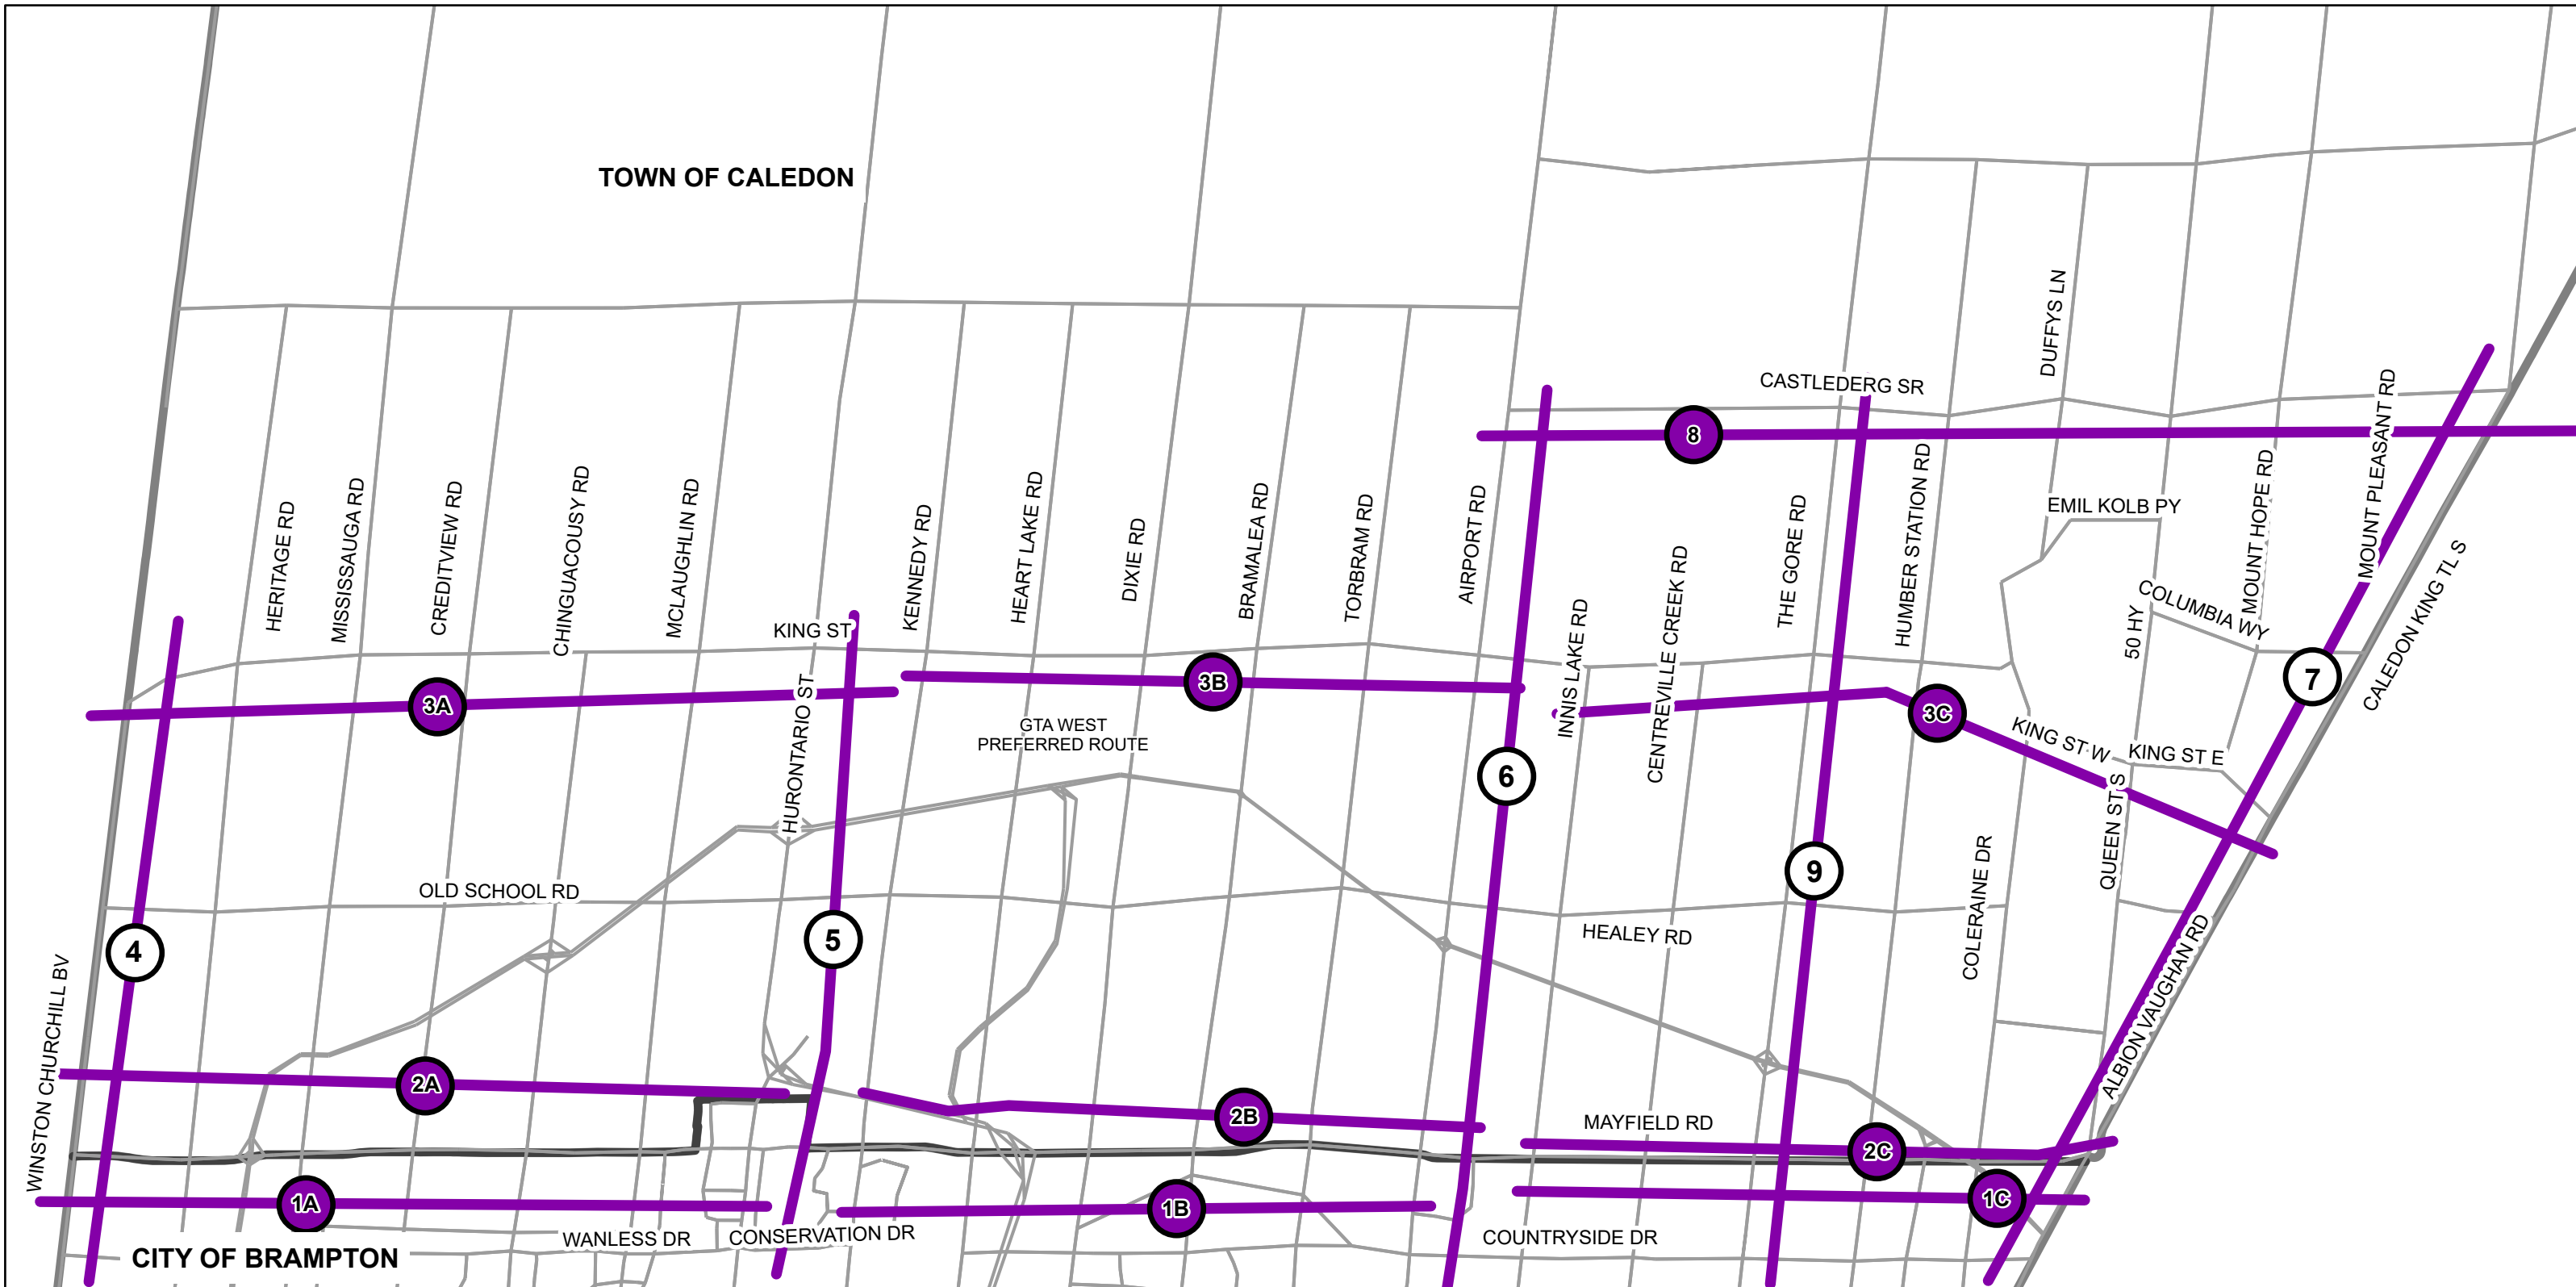 TOWN OF CALEDON
DUFFYS LN
CASTLEDERG SR
8
MOUNT PLEASANT RD
HERITAGE RD
MISSISSAUGA RD
CREDITVIEW RD
CHINGUACOUSY RD
MCLAUGHLIN RD
KING ST
KENNEDY RD
HEART LAKE RD
DIXIE RD
BRAMALEA RD
TORBRAM RD
AIRPORT RD
INNIS LAKE RD
CENTREVILLE CREEK RD
THE GORE RD
HUMBER STATION RD
EMIL KOLB PY
MOUNT HOPE RD
COLUMBIA WY
50 HY
CALEDON KING TL S
7
3A
3B
3C
HURONTARIO ST
GTA WEST
PREFERRED ROUTE
KING ST W
KING ST E
6
QUEEN ST S
9
OLD SCHOOL RD
HEALEY RD
COLERAINE DR
4
5
WINSTON CHURCHILL BV
ALBION VAUGHAN RD
2A
2B
MAYFIELD RD
2C
1A
1B
1C
WANLESS DR
CONSERVATION DR
COUNTRYSIDE DR
CITY OF BRAMPTON